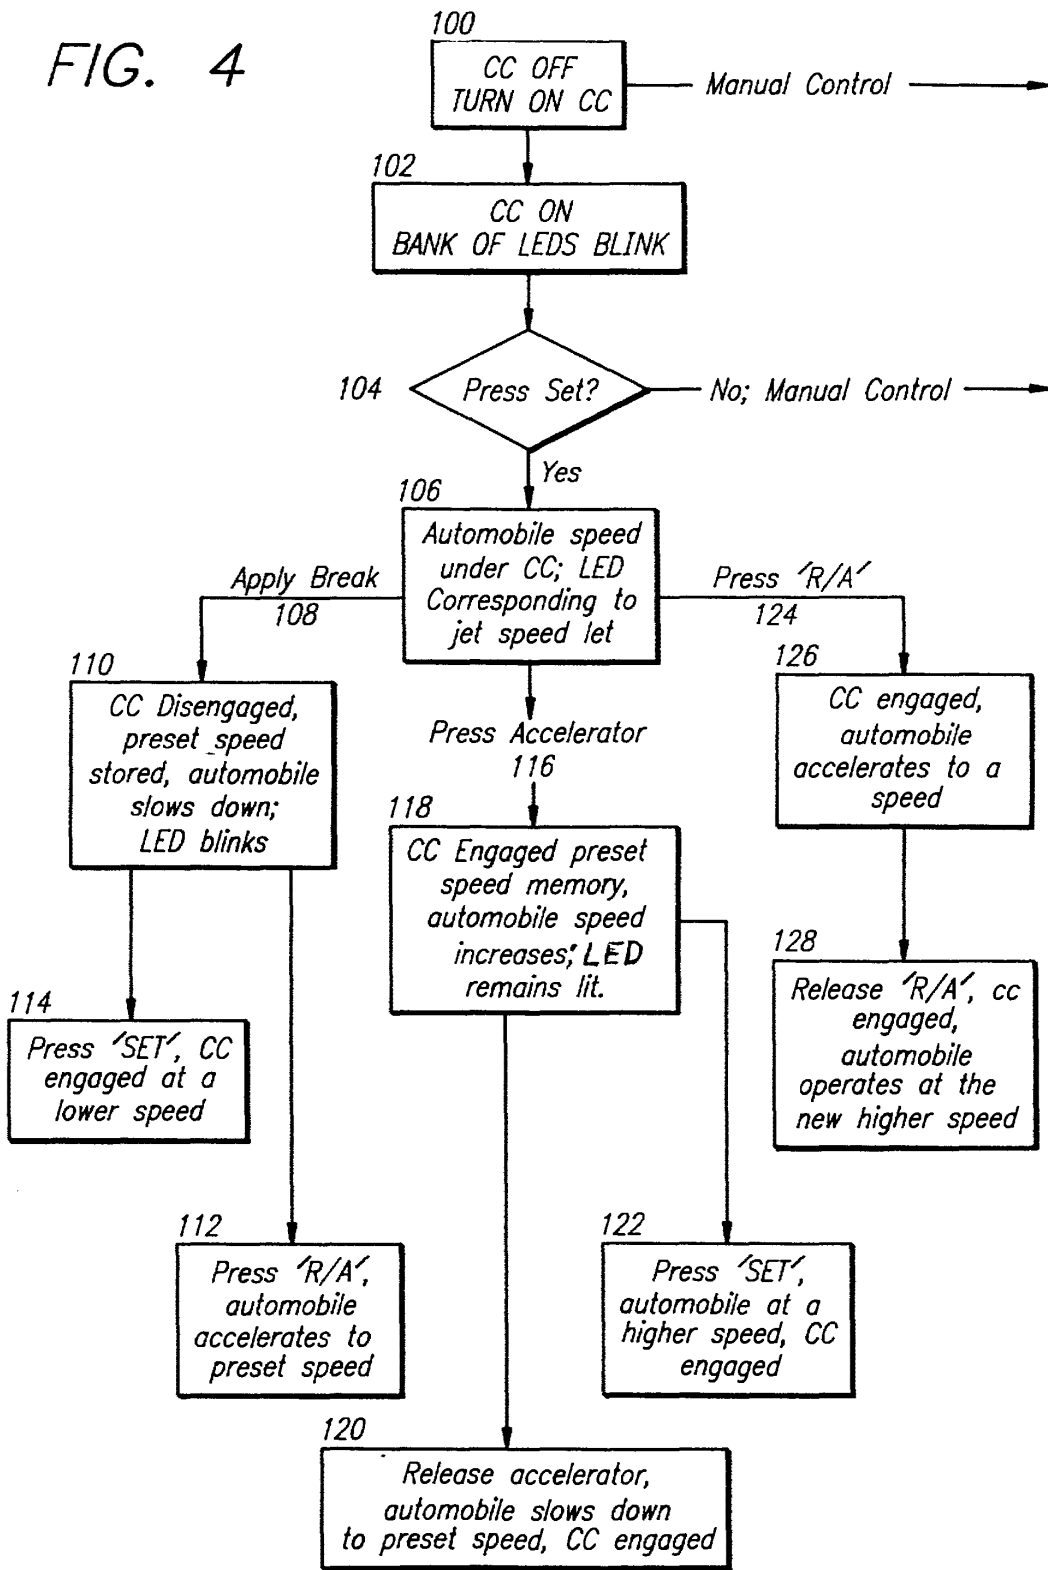 FIG. 4
100
CC OFF
TURN ON CC
Manual Control
102
CC ON
BANK OF LEDS BLINK
104
Press Set?
No; Manual Control
Yes
106
Automobile speed
under CC; LED
Corresponding to
jet speed let
Apply Break
108
Press ′R/A′
124
110
CC Disengaged,
preset speed
stored, automobile
slows down;
LED blinks
Press Accelerator
116
126
CC engaged,
automobile
accelerates to a
speed
118
CC Engaged preset
speed memory,
automobile speed
increases; LED
remains lit.
128
Release ′R/A′, cc
engaged,
automobile
operates at the
new higher speed
114
Press ′SET′, CC
engaged at a
lower speed
112
Press ′R/A′,
automobile
accelerates to
preset speed
122
Press ′SET′,
automobile at a
higher speed, CC
engaged
120
Release accelerator,
automobile slows down
to preset speed, CC engaged